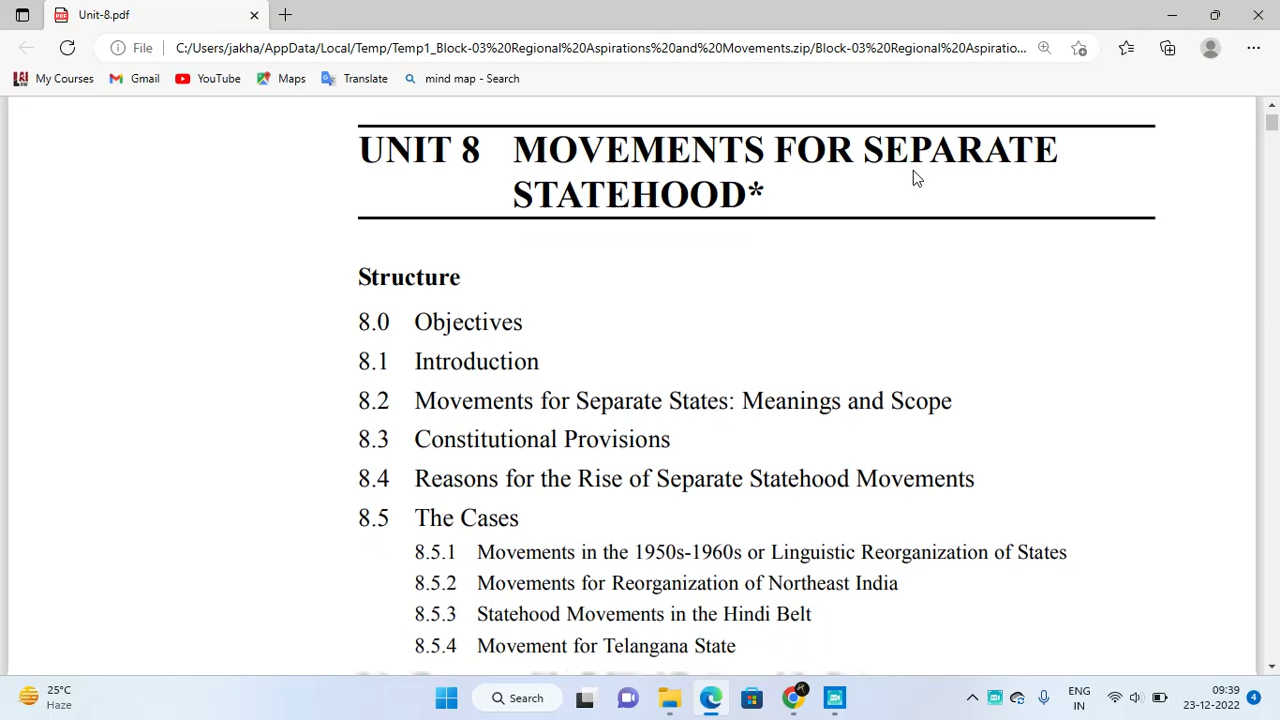 Unit-8.pdf
File
C:/Users/jakha/AppData/Local/Temp/Temp1_Block-03%20Regional%20Aspirations%20and%20Movements.zip/Block-03%20Regional%20Aspiratio...
My Courses
Gmail
YouTube
Maps
Translate
mind map - Search
UNIT 8 MOVEMENTS FOR SEPARATE
STATEHOOD*
Structure
8.0 Objectives
8.1 Introduction
8.2 Movements for Separate States: Meanings and Scope
8.3 Constitutional Provisions
8.4 Reasons for the Rise of Separate Statehood Movements
8.5 The Cases
8.5.1 Movements in the 1950s-1960s or Linguistic Reorganization of States
8.5.2 Movements for Reorganization of Northeast India
8.5.3 Statehood Movements in the Hindi Belt
8.5.4 Movement for Telangana State
25°C
Haze
Search
ENG
IN
09:39
23-12-2022
4